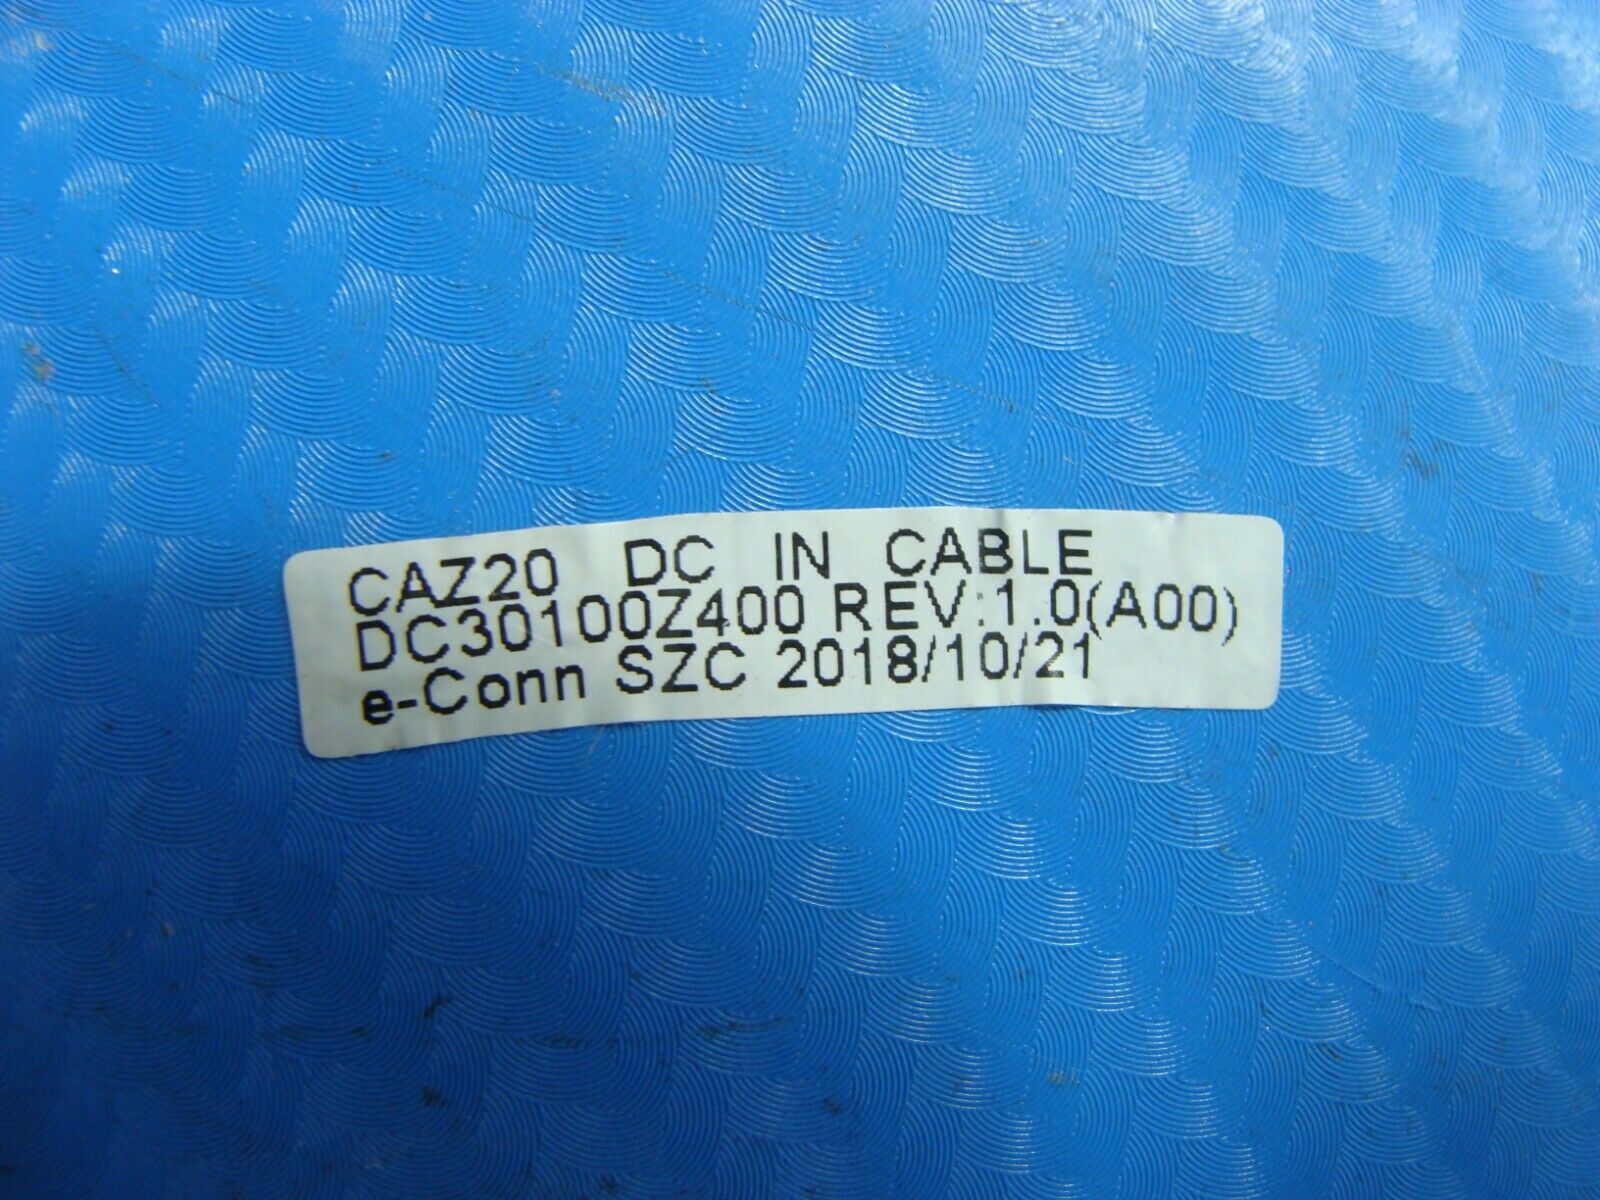 CAZ20 DC IN CABLE
DC30100Z400 REV:1.0(A00)
e-Conn SZC 2018/10/21